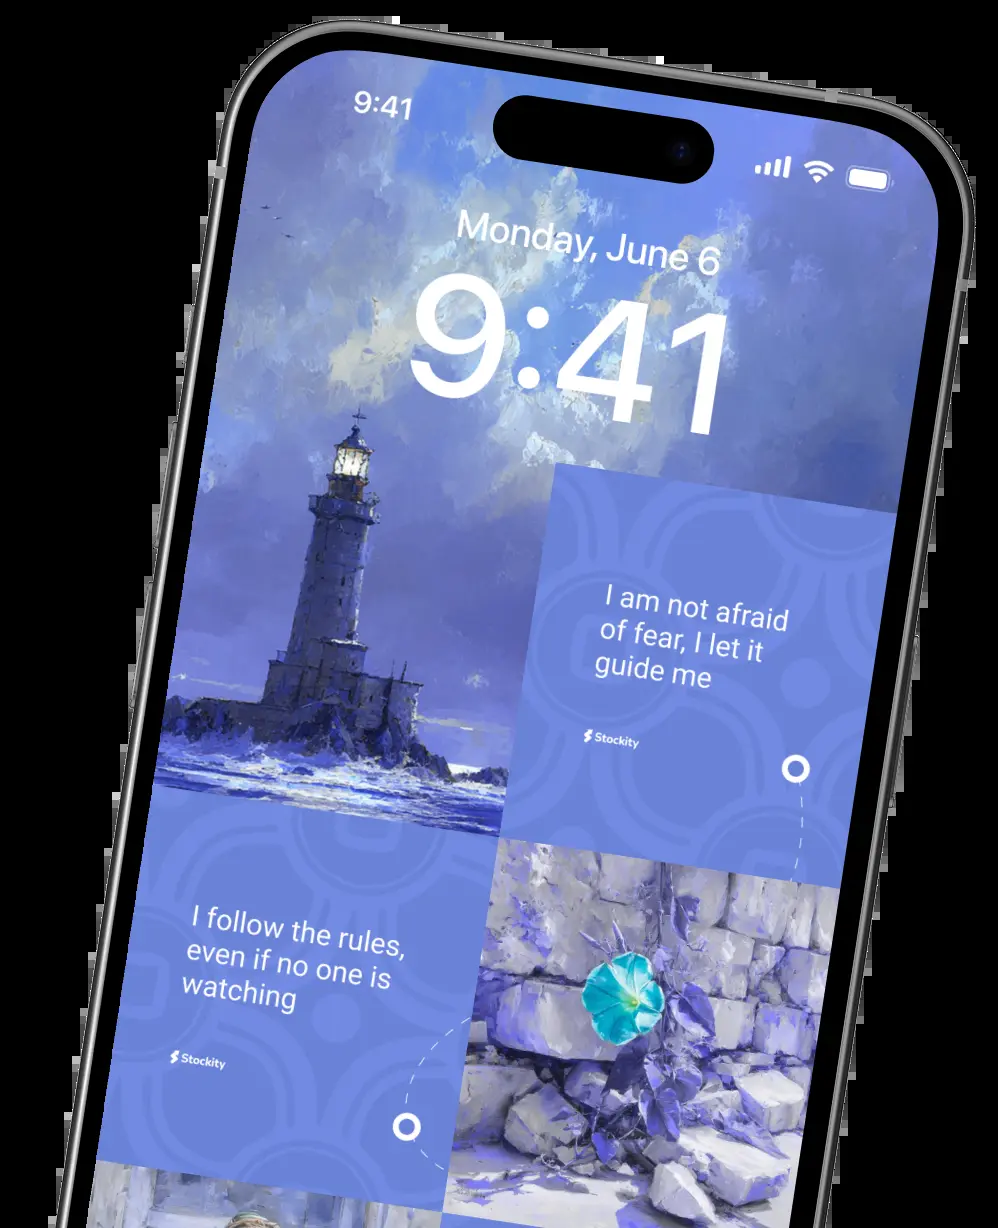 9:41
Monday, June 6
9:41
I am not afraid
of fear, I let it
guide me
Stockity
I follow the rules,
even if no one is
watching
Stockity